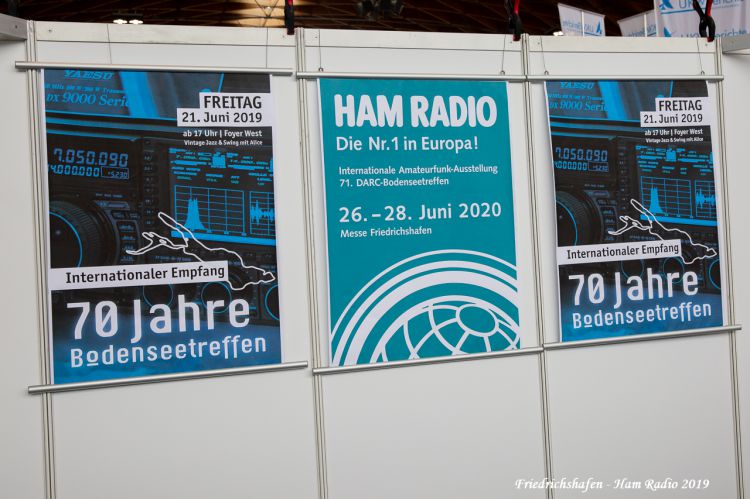 YAESU
FREITAG
21. JUNI 2019
ab 17 Uhr | Foyer West
Vintage Jazz & Swing mit Alice
7.050.090
Internationaler Empfang
70 Jahre
Bodenseetreffen
HAM RADIO
Die Nr. 1 in Europa!
Internationale Amateurfunk-Ausstellung
71. DARC-Bodenseetreffen
26. – 28. Juni 2020
Messe Friedrichshafen
FREITAG
21. JUNI 2019
ab 17 Uhr | Foyer West
Vintage Jazz & Swing mit Alice
7.050.090
Internationaler Empfang
70 Jahre
Bodenseetreffen
Friedrichshafen - Ham Radio 2019